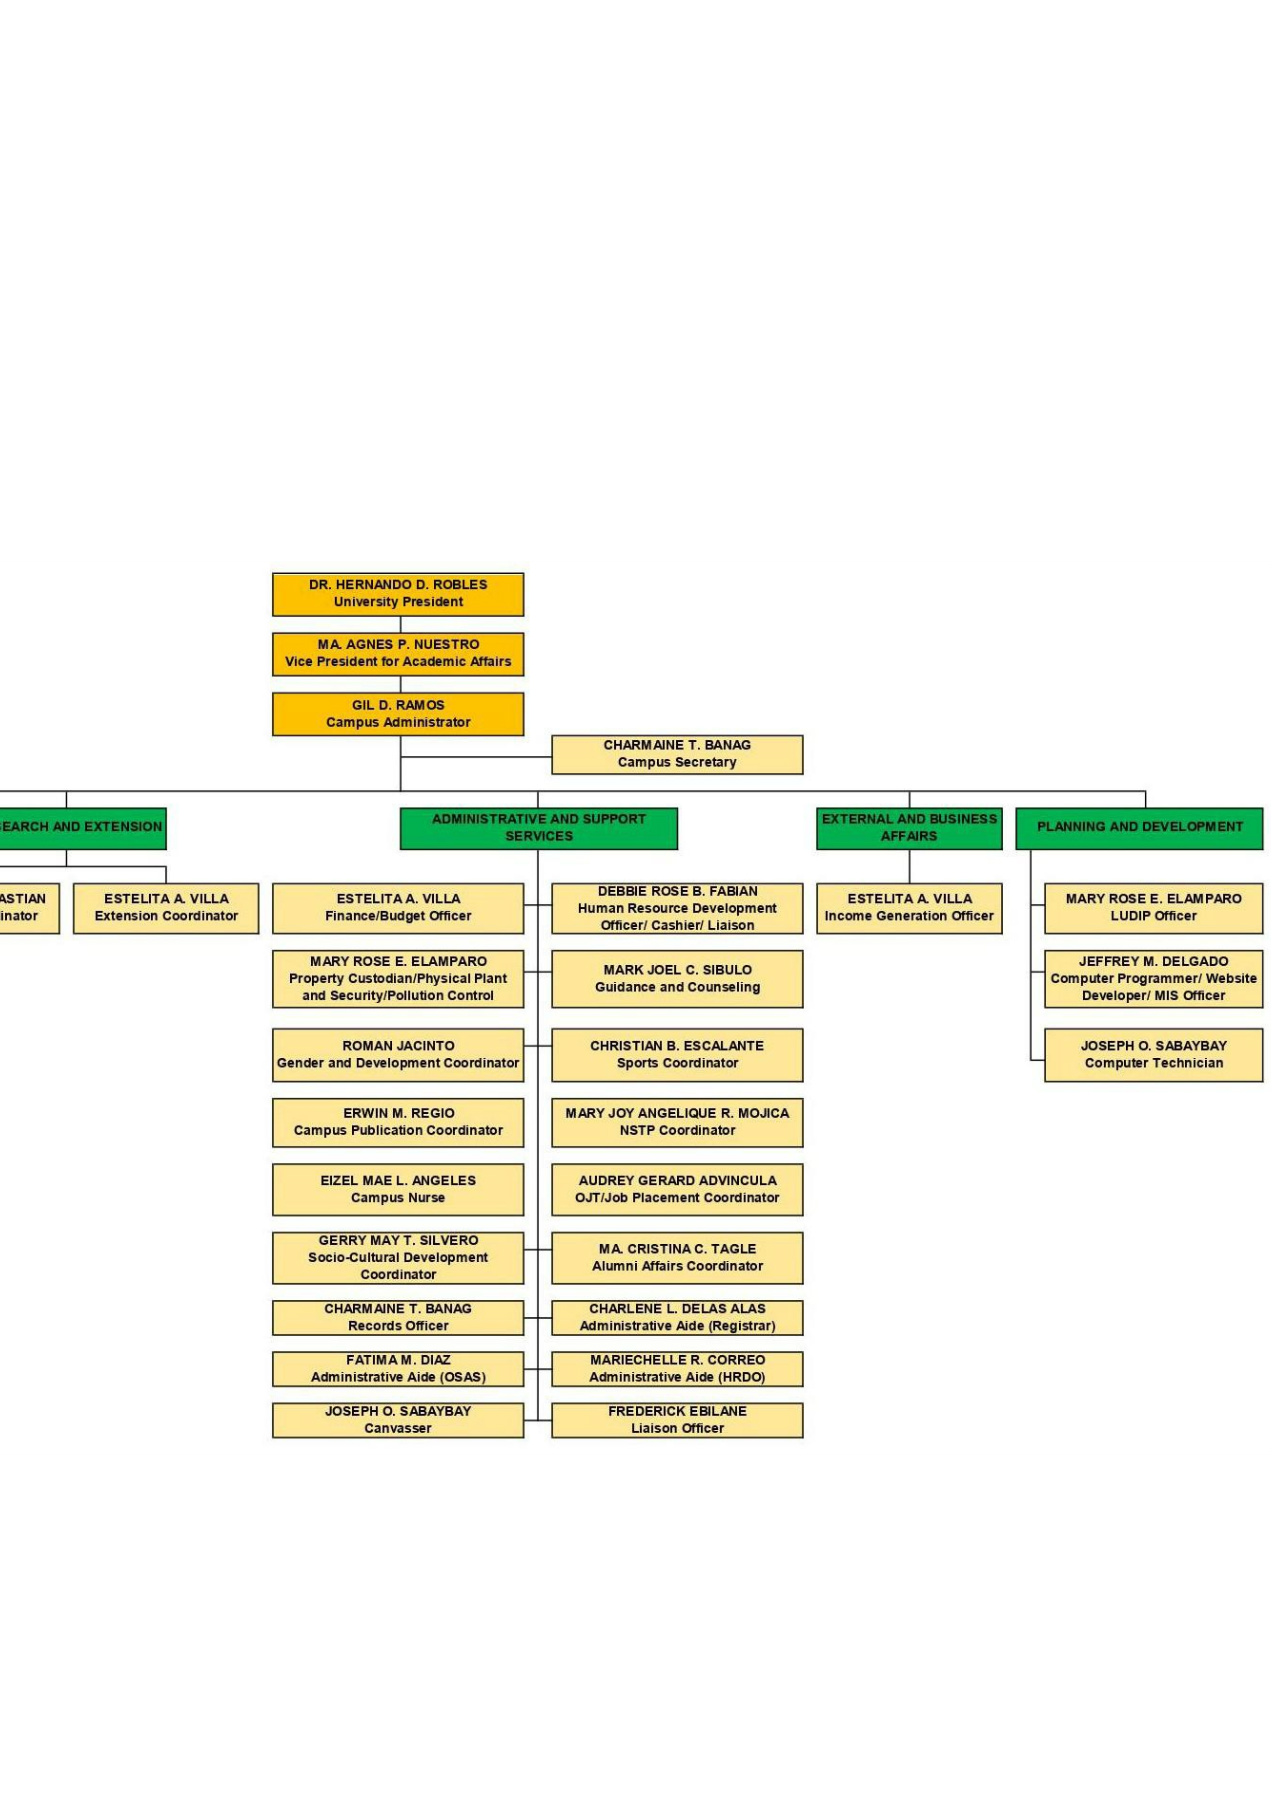 DR. HERNANDO D. ROBLES
University President
MA. AGNES P. NUESTRO
Vice President for Academic Affairs
GIL D. RAMOS
Campus Administrator
CHARMAINE T. BANAG
Campus Secretary
EARCH AND EXTENSION
ADMINISTRATIVE AND SUPPORT
SERVICES
EXTERNAL AND BUSINESS
AFFAIRS
PLANNING AND DEVELOPMENT
ASTIAN
inator
ESTELITA A. VILLA
Extension Coordinator
ESTELITA A. VILLA
Finance/Budget Officer
DEBBIE ROSE B. FABIAN
Human Resource Development
Officer/ Cashier/ Liaison
ESTELITA A. VILLA
Income Generation Officer
MARY ROSE E. ELAMPARO
LUDIP Officer
MARY ROSE E. ELAMPARO
Property Custodian/Physical Plant
and Security/Pollution Control
MARK JOEL C. SIBULO
Guidance and Counseling
JEFFREY M. DELGADO
Computer Programmer/ Website
Developer/ MIS Officer
ROMAN JACINTO
Gender and Development Coordinator
CHRISTIAN B. ESCALANTE
Sports Coordinator
JOSEPH O. SABAYBAY
Computer Technician
ERWIN M. REGIO
Campus Publication Coordinator
MARY JOY ANGELIQUE R. MOJICA
NSTP Coordinator
EIZEL MAE L. ANGELES
Campus Nurse
AUDREY GERARD ADVINCULA
OJT/Job Placement Coordinator
GERRY MAY T. SILVERO
Socio-Cultural Development
Coordinator
MA. CRISTINA C. TAGLE
Alumni Affairs Coordinator
CHARMAINE T. BANAG
Records Officer
CHARLENE L. DELAS ALAS
Administrative Aide (Registrar)
FATIMA M. DIAZ
Administrative Aide (OSAS)
MARIECHELLE R. CORREO
Administrative Aide (HRDO)
JOSEPH O. SABAYBAY
Canvasser
FREDERICK EBILANE
Liaison Officer